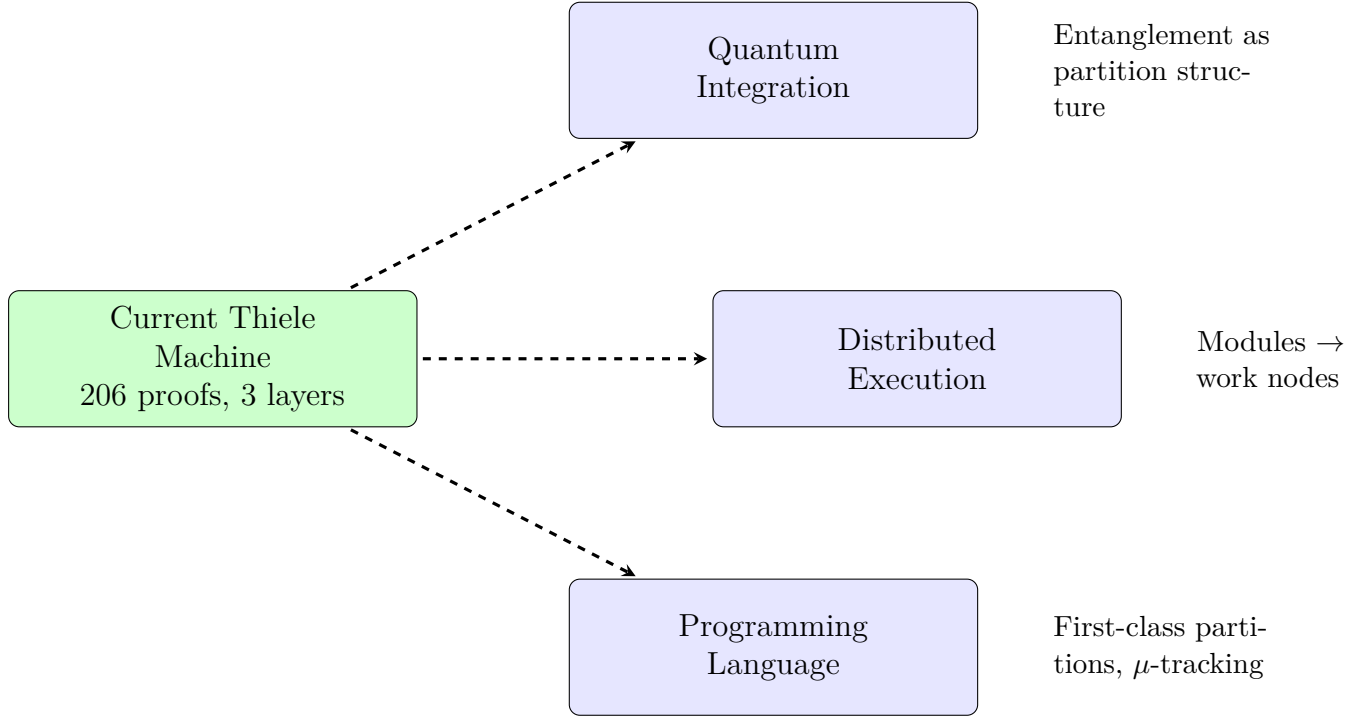 Quantum
Integration
Entanglement as
partition struc-
ture
Current Thiele
Machine
206 proofs, 3 layers
Distributed
Execution
Modules →
work nodes
Programming
Language
First-class parti-
tions, μ-tracking